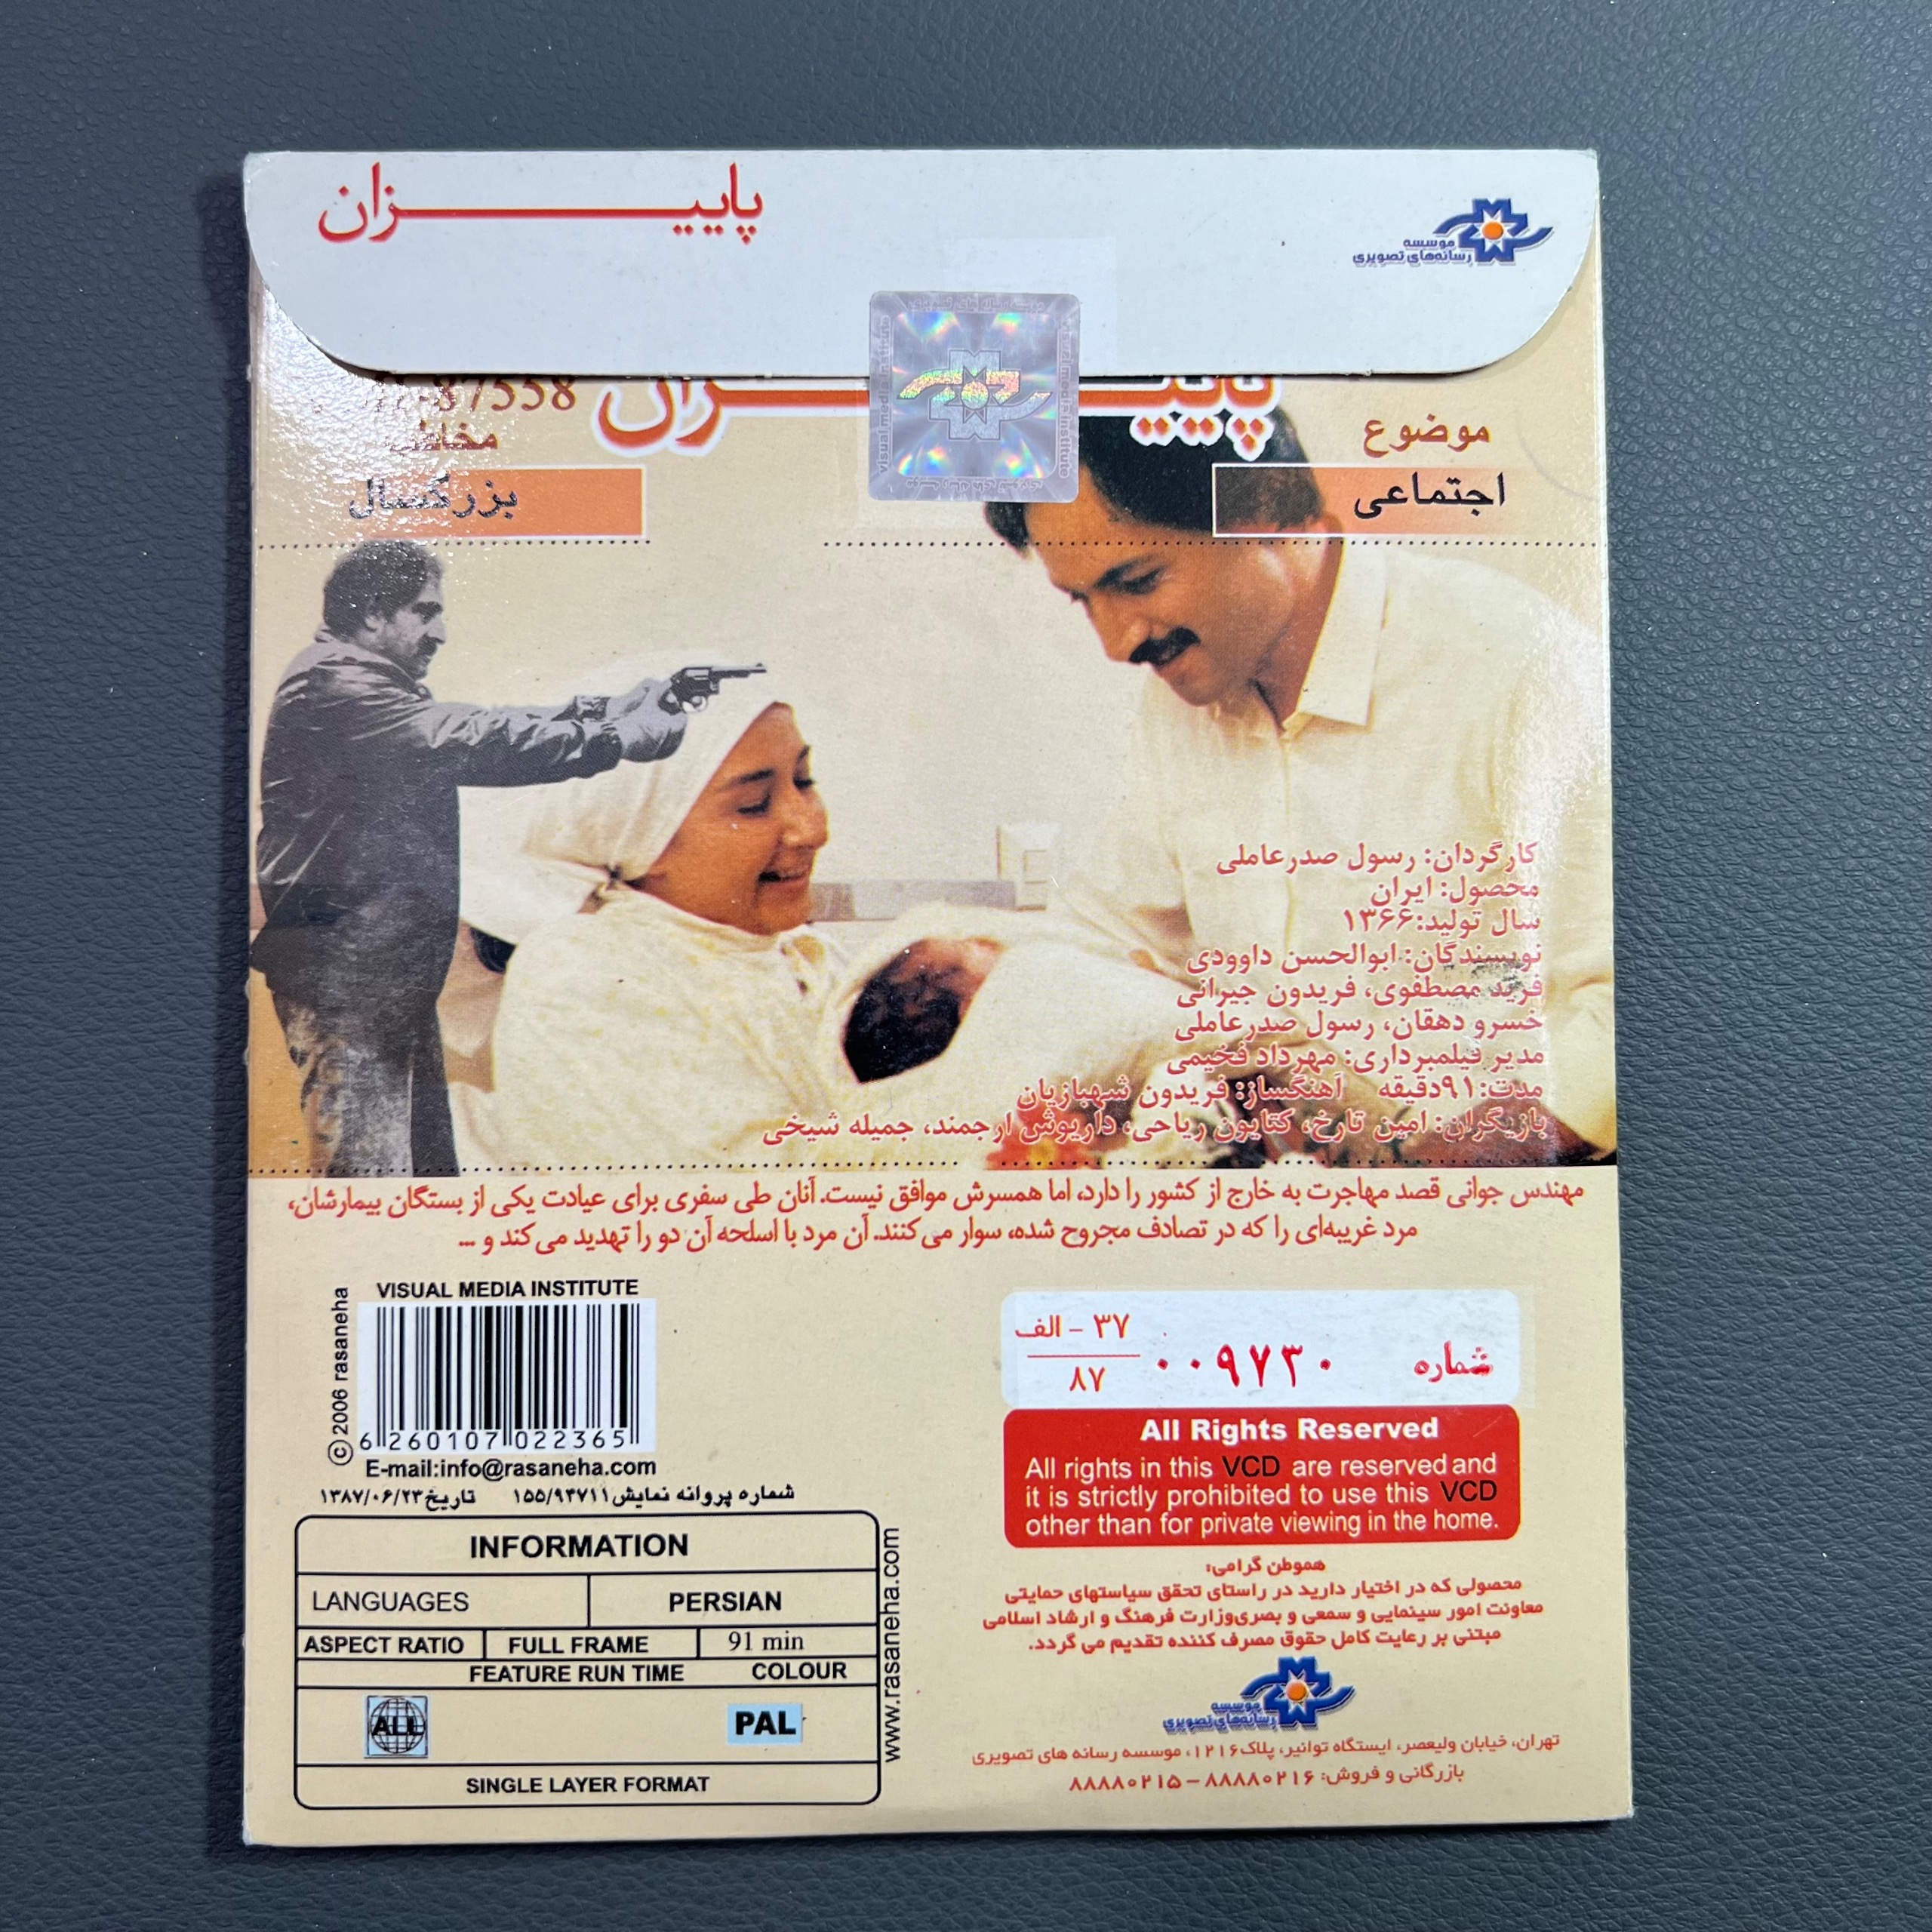 پاییزان
موسسه
رسانه‌های تصویری
visual media institute
87558
پاییزان
موضوع
مخاطب
اجتماعی
بزرگسال
کارگردان: رسول صدرعاملی
محصول: ایران
سال تولید: ۱۳۶۶
نویسندگان: ابوالحسن داوودی
فرید مصطفوی، فریدون جیرانی
خسرو دهقان، رسول صدرعاملی
مدیر فیلمبرداری: مهرداد فخیمی
مدت: ۹۱دقیقه آهنگساز: فریدون شهبازیان
بازیگران: امین تارخ، کتایون ریاحی، داریوش ارجمند، جمیله شیخی
مهندس جوانی قصد مهاجرت به خارج از کشور را دارد، اما همسرش موافق نیست. آنان طی سفری برای عیادت یکی از بستگان بیمارشان،
مرد غریبه‌ای را که در تصادف مجروح شده، سوار می‌کنند. آن مرد با اسلحه آن دو را تهدید می‌کند و ...
VISUAL MEDIA INSTITUTE
© 2006 rasaneha
6 260107 022365
E-mail:info@rasaneha.com
شماره پروانه نمایش ۱۵۵/۹۴۷۱۱ تاریخ ۱۳۸۷/۰۶/۲۳
شماره ۰۰۹۷۳۰
۳۷ - الف
۸۷
All Rights Reserved
All rights in this VCD are reserved and
it is strictly prohibited to use this VCD
other than for private viewing in the home.
INFORMATION
LANGUAGES PERSIAN
ASPECT RATIO FULL FRAME 91 min
FEATURE RUN TIME COLOUR
ALL PAL
SINGLE LAYER FORMAT
www.rasaneha.com
هموطن گرامی:
محصولی که در اختیار دارید در راستای تحقق سیاستهای حمایتی
معاونت امور سینمایی و سمعی و بصری‌وزارت فرهنگ و ارشاد اسلامی
مبتنی بر رعایت کامل حقوق مصرف کننده تقدیم می گردد.
موسسه
رسانه‌های تصویری
تهران، خیابان ولیعصر، ایستگاه توانیر، پلاک۱۲۱۶، موسسه رسانه های تصویری
بازرگانی و فروش: ۸۸۸۸۰۲۱۶ – ۸۸۸۸۰۲۱۵